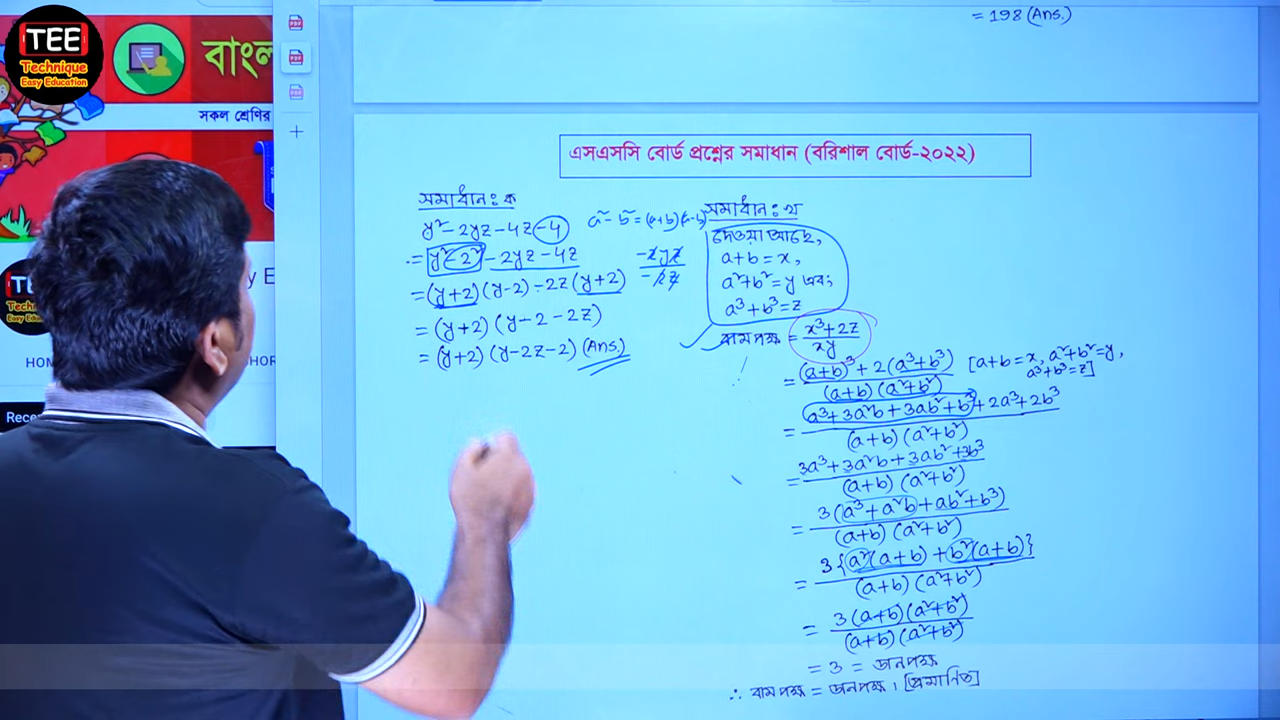 TEE
Technique
Easy Education
বাংল
সকল শ্রেণির
= 198 (Ans.)
এসএসসি বোর্ড প্রশ্নের সমাধান (বরিশাল বোর্ড-২০২২)
সমাধান: ক
y² - 2yz - 4z - 4
= y² - 2² - 2yz - 4z
= (y+2) (y-2) - 2z (y+2)
= (y+2) (y - 2 - 2z)
= (y+2) (y - 2z - 2) (Ans.)
a² - b² = (a+b)(a-b)
সমাধান: খ
দেওয়া আছে,
a + b = x,
a² + b² = y এবং
a³ + b³ = z
বামপক্ষ = x³ + 2z / xy
= (a+b)³ + 2(a³+b³) / (a+b) (a²+b²) [a+b = x, a²+b² = y, a³+b³ = z]
= (a³ + 3a²b + 3ab² + b³) + 2a³ + 2b³ / (a+b) (a²+b²)
= 3a³ + 3a²b + 3ab² + 3b³ / (a+b) (a²+b²)
= 3 (a³ + a²b + ab² + b³) / (a+b) (a²+b²)
= 3 {a²(a+b) + b²(a+b)} / (a+b) (a²+b²)
= 3 (a+b) (a²+b²) / (a+b) (a²+b²)
= 3 = ডানপক্ষ
∴ বামপক্ষ = ডানপক্ষ। [প্রমাণিত]